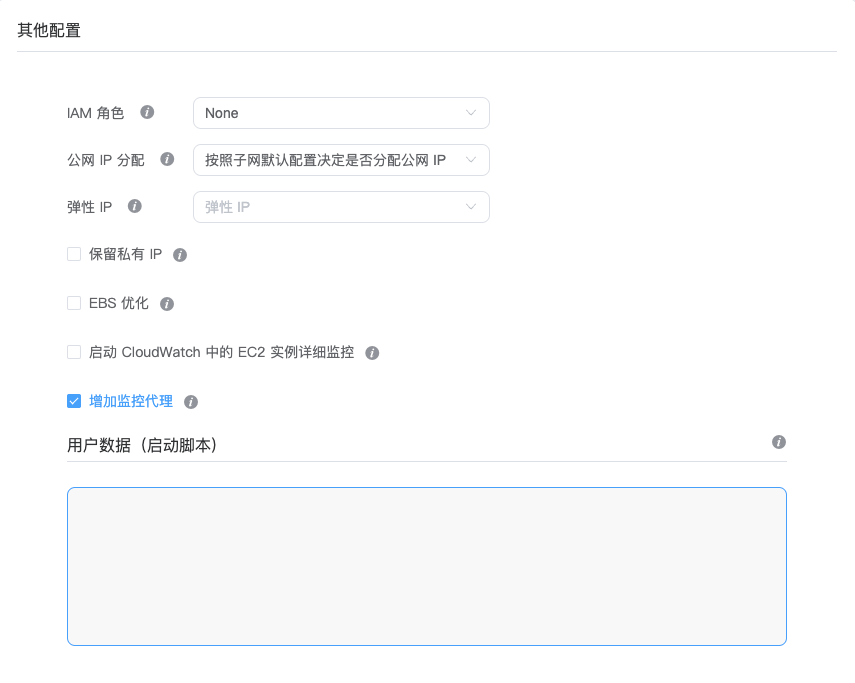 其他配置
IAM 角色
None
公网 IP 分配
按照子网默认配置决定是否分配公网 IP
弹性 IP
弹性 IP
保留私有 IP
EBS 优化
启动 CloudWatch 中的 EC2 实例详细监控
增加监控代理
用户数据（启动脚本）